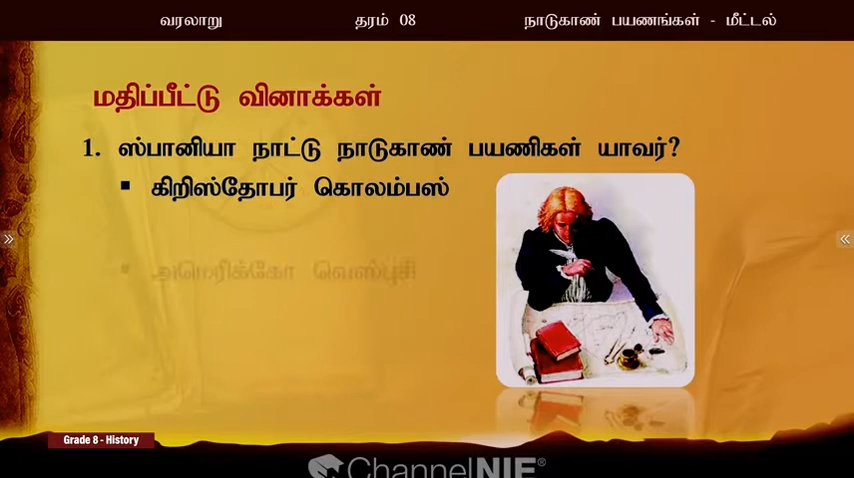 வரலாறு தரம் 08 நாடுகாண் பயணங்கள் - மீட்டல்
மதிப்பீட்டு வினாக்கள்
1. ஸ்பானியா நாட்டு நாடுகாண் பயணிகள் யாவர்?
▪ கிறிஸ்தோபர் கொலம்பஸ்
▪ அமெரிக்கோ வெஸ்புசி
Grade 8 - History
ChannelNIE®